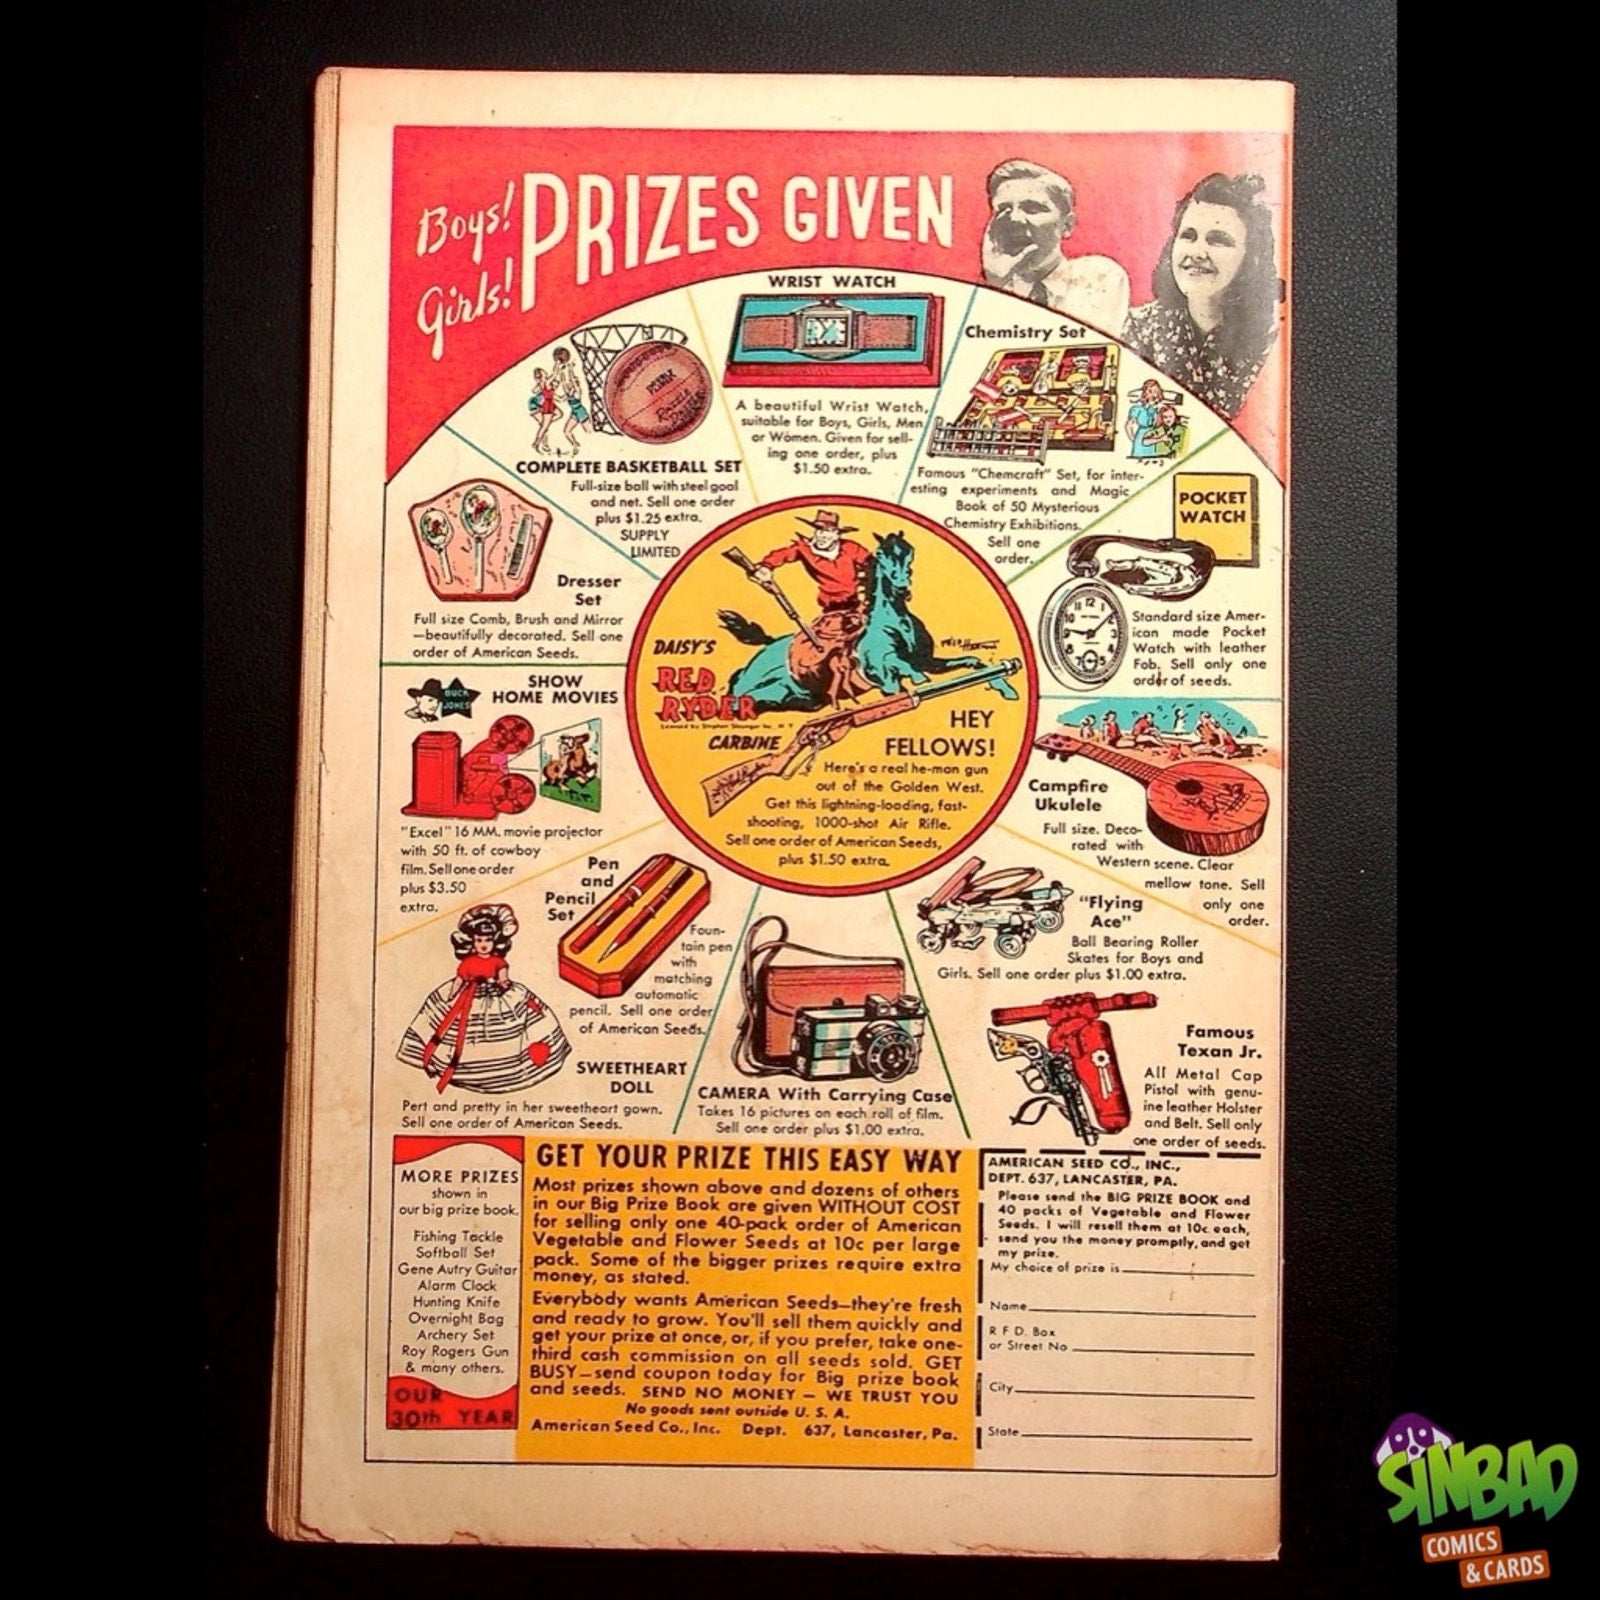 Boys!
Girls!
PRIZES GIVEN
WRIST WATCH
A beautiful Wrist Watch,
suitable for Boys, Girls, Men
or Women. Given for sell-
ing one order, plus
$1.50 extra.
Chemistry Set
Famous "Chemcraft" Set, for inter-
esting experiments and Magic
Book of 50 Mysterious
Chemistry Exhibitions.
Sell one
order.
COMPLETE BASKETBALL SET
Full-size ball with steel goal
and net. Sell one order
plus $1.25 extra.
SUPPLY
LIMITED
POCKET
WATCH
Standard size Amer-
ican made Pocket
Watch with leather
Fob. Sell only one
order of seeds.
Dresser
Set
Full size Comb, Brush and Mirror
—beautifully decorated. Sell one
order of American Seeds.
DAISY'S
RED
RYDER
CARBINE
HEY
FELLOWS!
Here's a real he-man gun
out of the Golden West.
Get this lightning-loading, fast-
shooting, 1000-shot Air Rifle.
Sell one order of American Seeds,
plus $1.50 extra.
BUCK
JONES
SHOW
HOME MOVIES
"Excel" 16 MM. movie projector
with 50 ft. of cowboy
film. Sell one order
plus $3.50
extra.
Campfire
Ukulele
Full size. Deco-
rated with
Western scene. Clear
mellow tone. Sell
only one
order.
Pen
and
Pencil
Set
Foun-
tain pen
with
matching
automatic
pencil. Sell one order
of American Seeds.
"Flying
Ace"
Ball Bearing Roller
Skates for Boys and
Girls. Sell one order plus $1.00 extra.
SWEETHEART
DOLL
Pert and pretty in her sweetheart gown.
Sell one order of American Seeds.
CAMERA With Carrying Case
Takes 16 pictures on each roll of film.
Sell one order plus $1.00 extra.
Famous
Texan Jr.
All Metal Cap
Pistol with genu-
ine leather Holster
and Belt. Sell only
one order of seeds.
MORE PRIZES
shown in
our big prize book.
Fishing Tackle
Softball Set
Gene Autry Guitar
Alarm Clock
Hunting Knife
Overnight Bag
Archery Set
Roy Rogers Gun
& many others.
OUR
30th YEAR
GET YOUR PRIZE THIS EASY WAY
Most prizes shown above and dozens of others
in our Big Prize Book are given WITHOUT COST
for selling only one 40-pack order of American
Vegetable and Flower Seeds at 10c per large
pack. Some of the bigger prizes require extra
money, as stated.
Everybody wants American Seeds—they're fresh
and ready to grow. You'll sell them quickly and
get your prize at once, or, if you prefer, take one-
third cash commission on all seeds sold. GET
BUSY—send coupon today for Big prize book
and seeds. SEND NO MONEY — WE TRUST YOU
No goods sent outside U. S. A.
American Seed Co., Inc. Dept. 637, Lancaster, Pa.
AMERICAN SEED CO., INC.,
DEPT. 637, LANCASTER, PA.
Please send the BIG PRIZE BOOK and
40 packs of Vegetable and Flower
Seeds. I will resell them at 10c each,
send you the money promptly, and get
my prize.
My choice of prize is
Name
R F D. Box
or Street No
City
State
SINBAD
COMICS
& CARDS